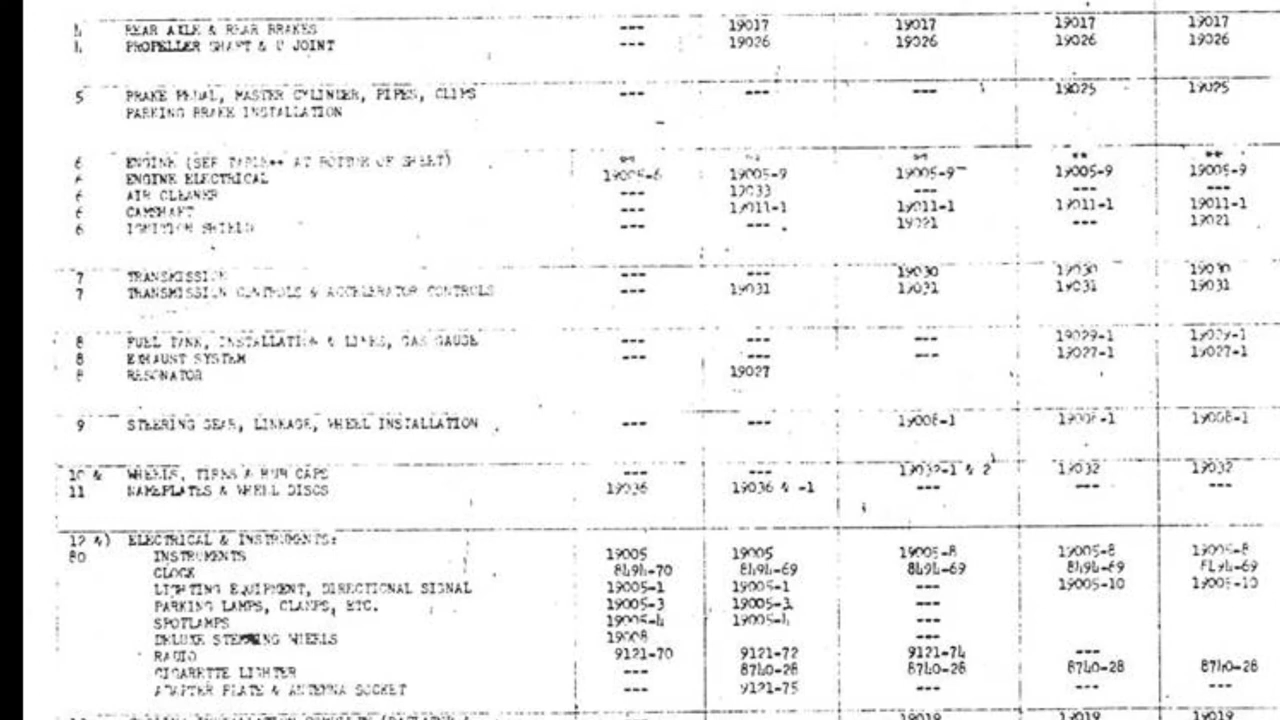 4 REAR AXLE & REAR BRAKES --- 19017 19017 19017 19017
4 PROPELLER SHAFT & U JOINT --- 19026 19026 19026 19026
5 BRAKE PEDAL, MASTER CYLINDER, PIPES, CLIPS --- --- --- 19025 19025
PARKING BRAKE INSTALLATION
6 ENGINE (SEE TABLE** AT BOTTOM OF SHEET) ** ** ** ** **
6 ENGINE ELECTRICAL 19005-6 19005-9 19005-9 19005-9 19005-9
6 AIR CLEANER --- 19033 --- --- ---
6 CAMSHAFT --- 19011-1 19011-1 19011-1 19011-1
6 IGNITION SHIELD --- --- 19021 --- 19021
7 TRANSMISSION --- --- 19030 19030 19030
7 TRANSMISSION CONTROLS & ACCELERATOR CONTROLS --- 19031 19031 19031 19031
8 FUEL TANK, INSTALLATION & LINES, GAS GAUGE --- --- --- 19029-1 19029-1
8 EXHAUST SYSTEM --- --- --- 19027-1 19027-1
8 RESONATOR 19027
9 STEERING GEAR, LINKAGE, WHEEL INSTALLATION --- --- 19008-1 19008-1 19008-1
10 & WHEELS, TIRES & HUB CAPS --- --- 19032-1 & 2 19032 19032
11 NAMEPLATES & WHEEL DISCS 19036 19036 & -1 --- --- ---
12 &) ELECTRICAL & INSTRUMENTS:
80 INSTRUMENTS 19005 19005 19005-8 19005-8 19005-8
CLOCK 8494-70 8494-69 8494-69 8494-69 8494-69
LIGHTING EQUIPMENT, DIRECTIONAL SIGNAL 19005-1 19005-1 --- 19005-10 19005-10
PARKING LAMPS, CLAMPS, ETC. 19005-3 19005-3 ---
SPOTLAMPS 19005-4 19005-4 ---
DELUXE STEERING WHEELS 19008 ---
RADIO 9121-70 9121-72 9121-74 ---
CIGARETTE LIGHTER --- 8740-28 8740-28 8740-28 8740-28
ADAPTER PLATE & ANTENNA SOCKET --- 9121-75 --- --- ---
19019 19019 19019